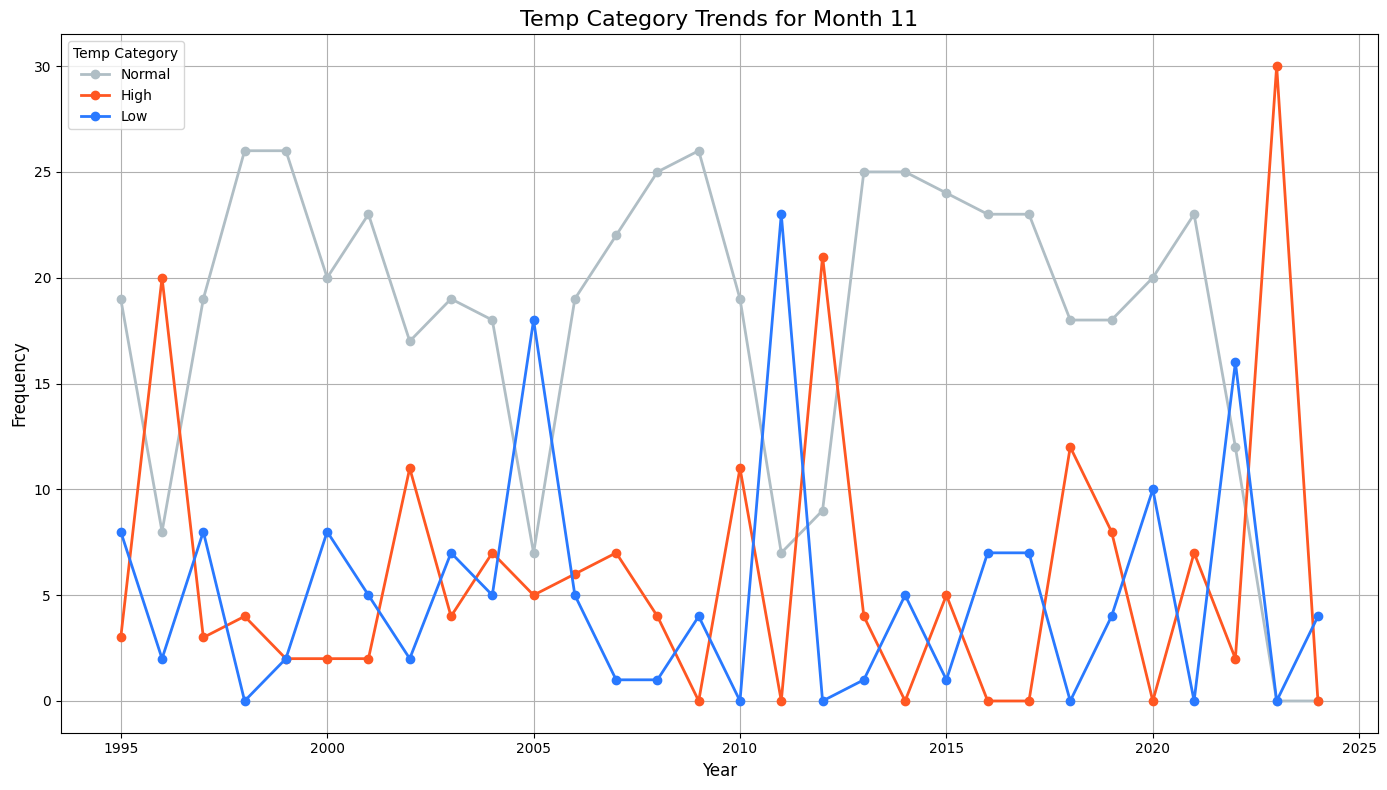 Temp Category Trends for Month 11
Temp Category
Normal
High
Low
Frequency
30
25
20
15
10
5
0
1995 2000 2005 2010 2015 2020 2025
Year